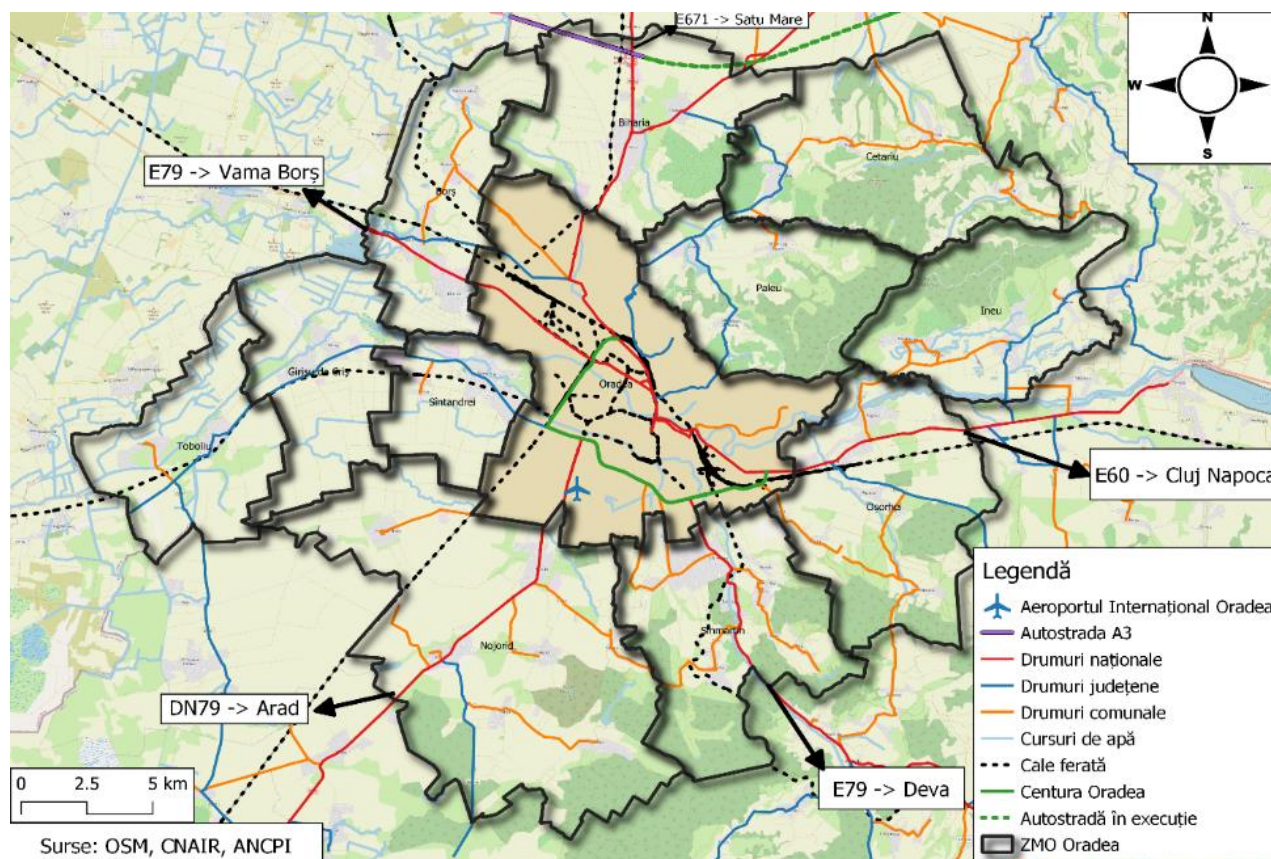 E671 -> Satu Mare
N
W
E
S
Biharia
Cetariu
E79 -> Vama Borș
Borș
Paleu
Ineu
Oradea
Girișu de Criș
Sîntandrei
Toboliu
E60 -> Cluj Napoca
Osorhei
Sînmartin
Nojorid
DN79 -> Arad
E79 -> Deva
Legendă
Aeroportul Internațional Oradea
Autostrada A3
Drumuri naționale
Drumuri județene
Drumuri comunale
Cursuri de apă
Cale ferată
Centura Oradea
Autostradă în execuție
ZMO Oradea
0 2.5 5 km
Surse: OSM, CNAIR, ANCPI